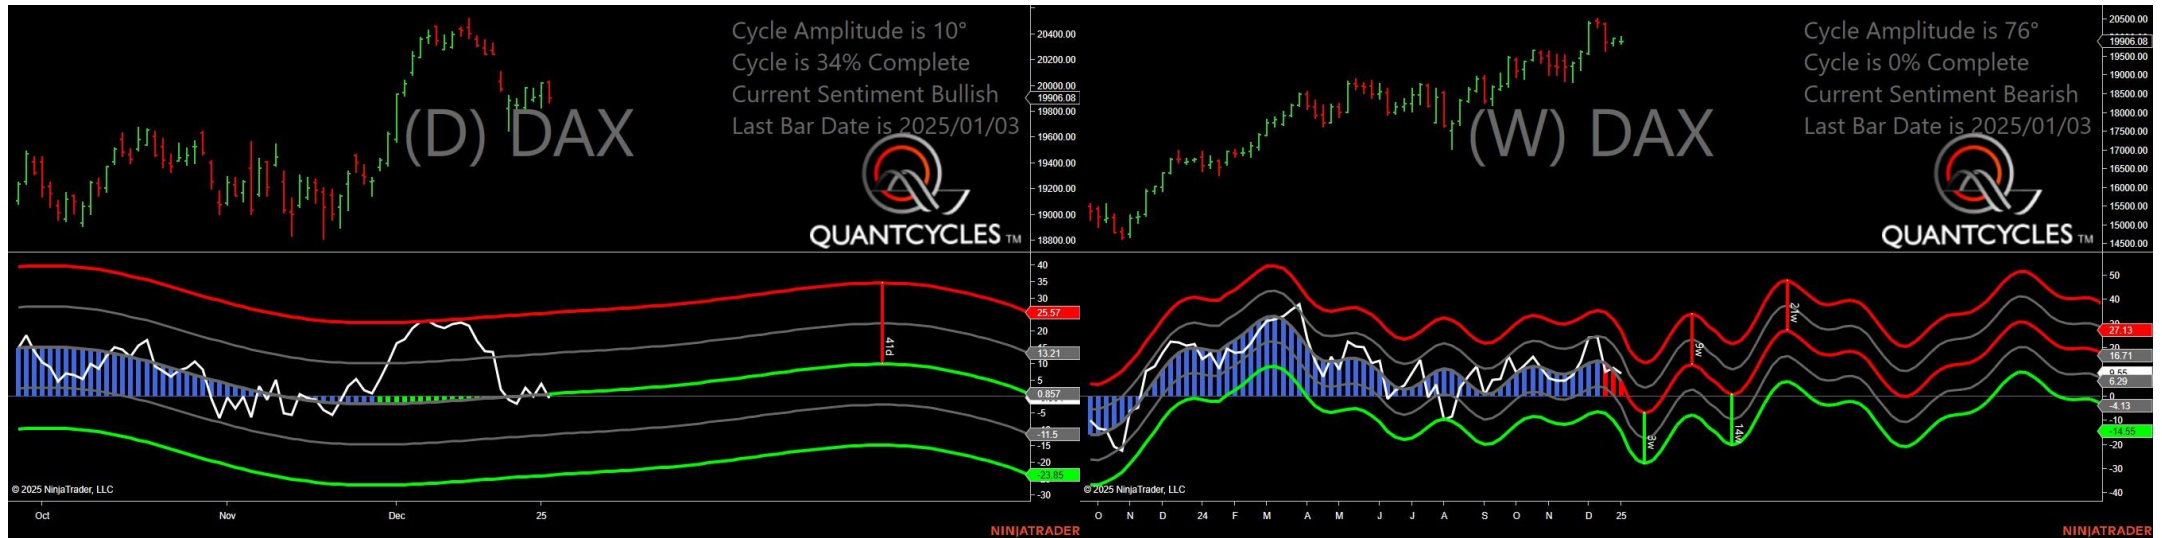 Cycle Amplitude is 10°
Cycle is 34% Complete
Current Sentiment Bullish
Last Bar Date is 2025/01/03
(D) DAX
QUANTCYCLES TM
20400.00
20200.00
20000.00
19906.08
19800.00
19600.00
19400.00
19200.00
19000.00
18800.00
40
35
30
25.57
20
13.21
10
5
0.857
-5
-11.5
-15
-20
-23.85
-30
41d
© 2025 NinjaTrader, LLC
Oct Nov Dec 25
NINJATRADER
Cycle Amplitude is 76°
Cycle is 0% Complete
Current Sentiment Bearish
Last Bar Date is 2025/01/03
(W) DAX
QUANTCYCLES TM
20500.00
19906.08
19500.00
19000.00
18500.00
18000.00
17500.00
17000.00
16500.00
16000.00
15500.00
15000.00
14500.00
50
40
27.13
20
16.71
9.55
6.29
0
-4.13
-10
-14.55
-20
-30
-40
9w
21w
14w
© 2025 NinjaTrader, LLC
O N D 24 F M A M J J A S O N D 25
NINJATRADER